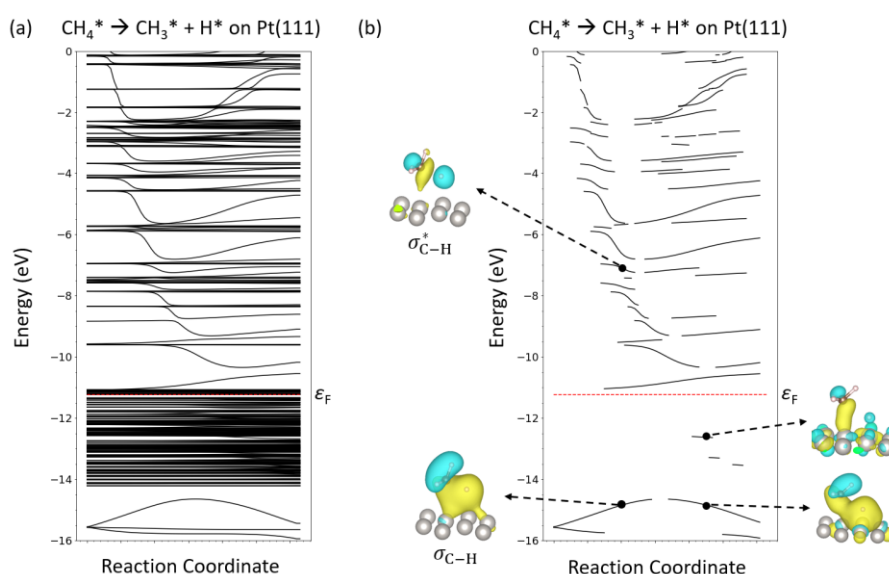 (a) CH₄* → CH₃* + H* on Pt(111)
0
−2
−4
−6
−8
−10
−12
−14
−16
Energy (eV)
Reaction Coordinate
εF
(b) CH₄* → CH₃* + H* on Pt(111)
0
−2
−4
−6
−8
−10
−12
−14
−16
Energy (eV)
Reaction Coordinate
εF
σ*C−H
σC−H